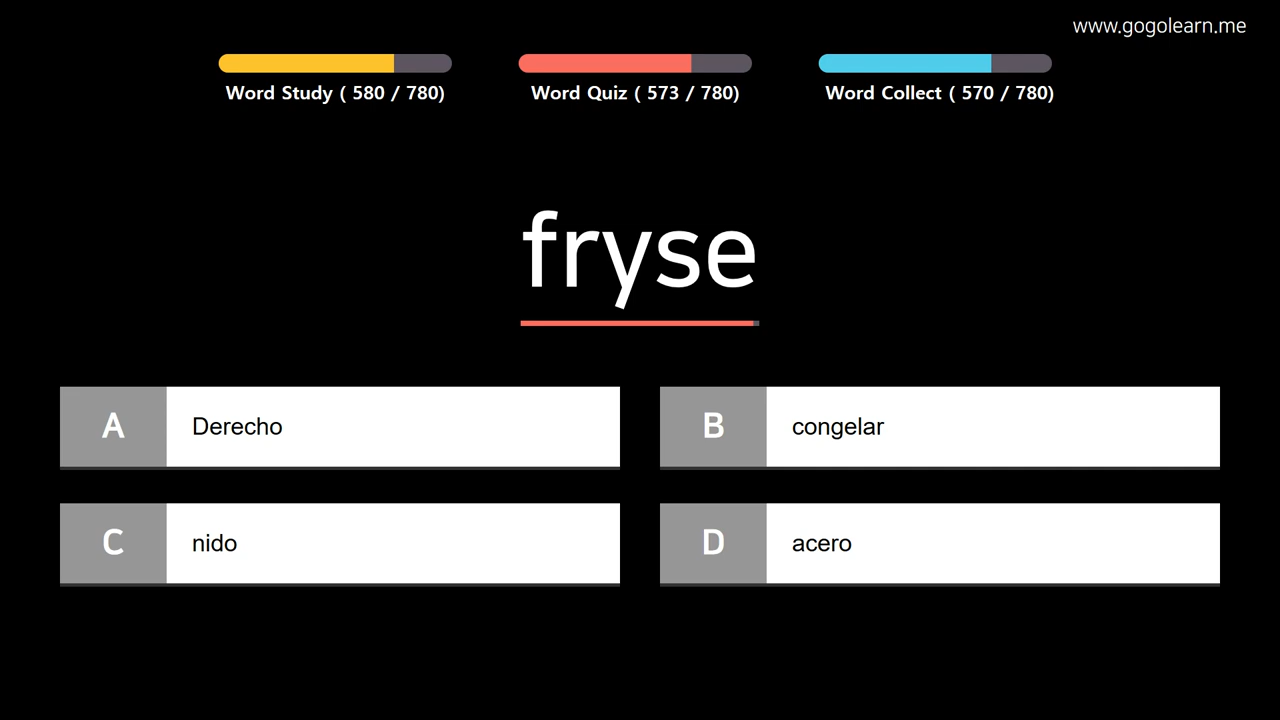 www.gogolearn.me
Word Study ( 580 / 780)
Word Quiz ( 573 / 780)
Word Collect ( 570 / 780)
fryse
A Derecho
B congelar
C nido
D acero